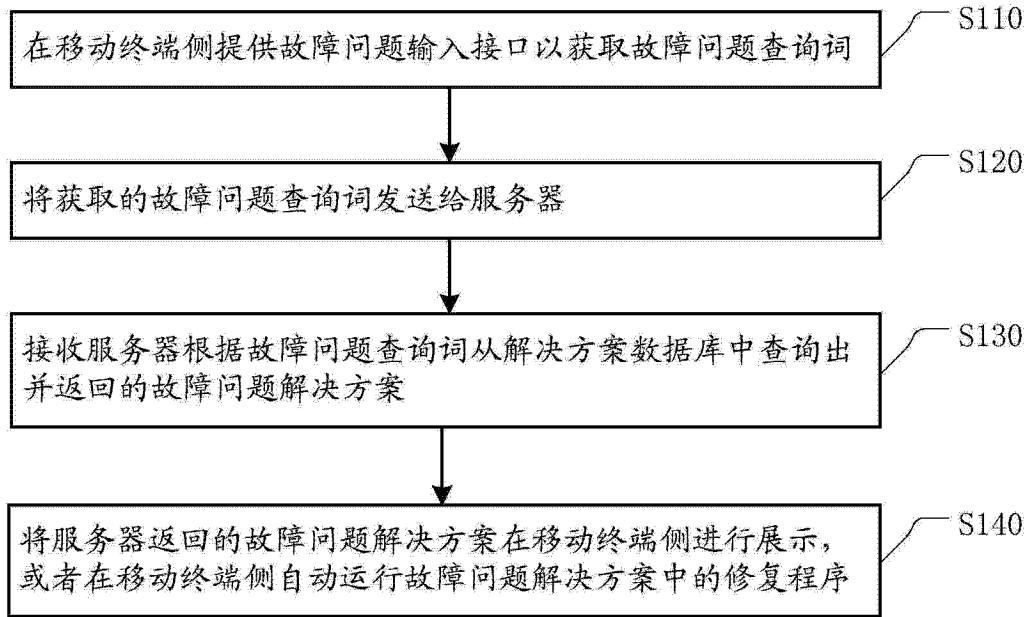 S110
在移动终端侧提供故障问题输入接口以获取故障问题查询词
S120
将获取的故障问题查询词发送给服务器
S130
接收服务器根据故障问题查询词从解决方案数据库中查询出
并返回的故障问题解决方案
S140
将服务器返回的故障问题解决方案在移动终端侧进行展示，
或者在移动终端侧自动运行故障问题解决方案中的修复程序